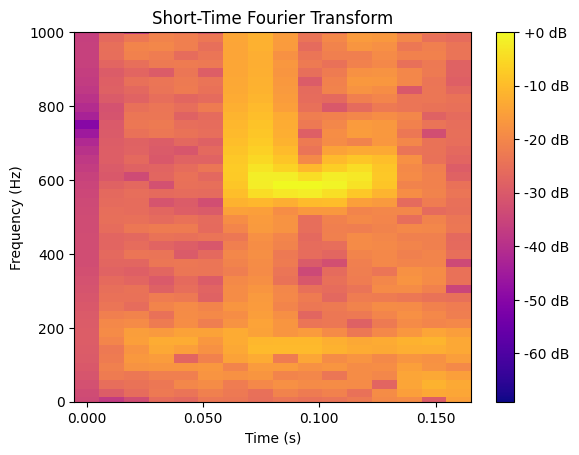 Short-Time Fourier Transform
1000
800
600
400
200
0
Frequency (Hz)
0.000
0.050
0.100
0.150
Time (s)
+0 dB
-10 dB
-20 dB
-30 dB
-40 dB
-50 dB
-60 dB